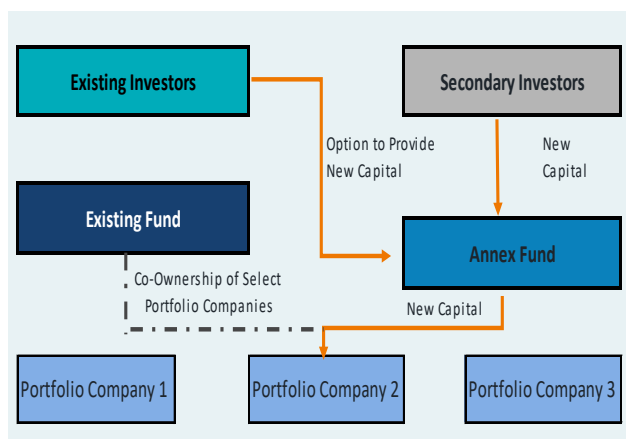 Existing Investors
Secondary Investors
Option to Provide
New Capital
New
Capital
Existing Fund
Annex Fund
Co-Ownership of Select
Portfolio Companies
New Capital
Portfolio Company 1
Portfolio Company 2
Portfolio Company 3